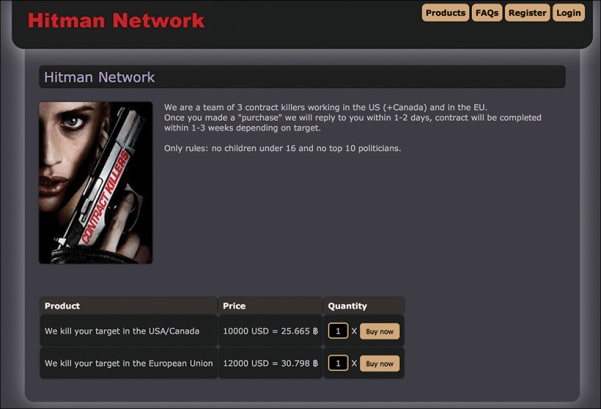 Hitman Network
Products FAQs Register Login
Hitman Network
We are a team of 3 contract killers working in the US (+Canada) and in the EU.
Once you made a "purchase" we will reply to you within 1-2 days, contract will be completed
within 1-3 weeks depending on target.
Only rules: no children under 16 and no top 10 politicians.
CONTRACT KILLERS
Product Price Quantity
We kill your target in the USA/Canada 10000 USD = 25.665 ฿ 1 X Buy now
We kill your target in the European Union 12000 USD = 30.798 ฿ 1 X Buy now